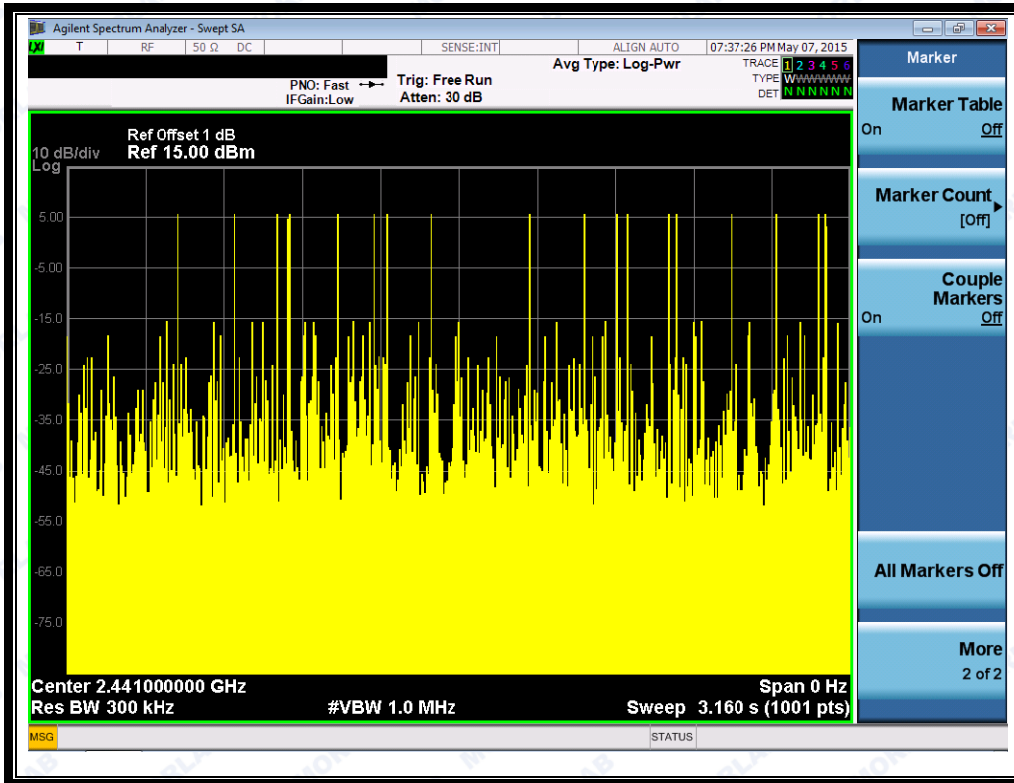 Agilent Spectrum Analyzer - Swept SA
LXI T RF 50 Ω DC SENSE:INT ALIGN AUTO 07:37:26 PM May 07, 2015
Marker
Avg Type: Log-Pwr
TRACE 1 2 3 4 5 6
PNO: Fast Trig: Free Run
TYPE WWWWWW
IFGain:Low Atten: 30 dB
DET N N N N N N
Marker Table
On Off
Ref Offset 1 dB
10 dB/div Ref 15.00 dBm
Log
Marker Count
[Off]
5.00
-5.00
Couple
Markers
On Off
-15.0
-25.0
-35.0
-45.0
-55.0
-65.0
All Markers Off
-75.0
More
2 of 2
Center 2.441000000 GHz Span 0 Hz
Res BW 300 kHz #VBW 1.0 MHz Sweep 3.160 s (1001 pts)
MSG STATUS